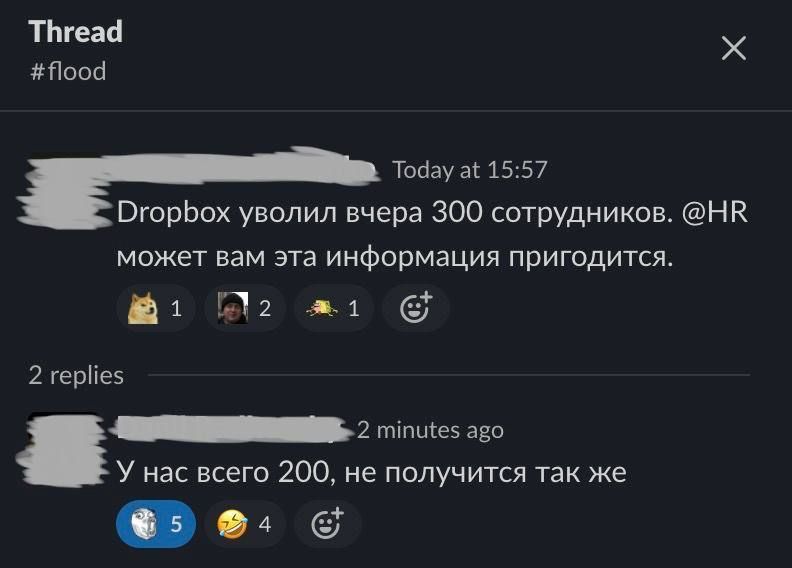 Thread
#flood
Today at 15:57
Dropbox уволил вчера 300 сотрудников. @HR
может вам эта информация пригодится.
1 2 1
2 replies
2 minutes ago
У нас всего 200, не получится так же
5 4